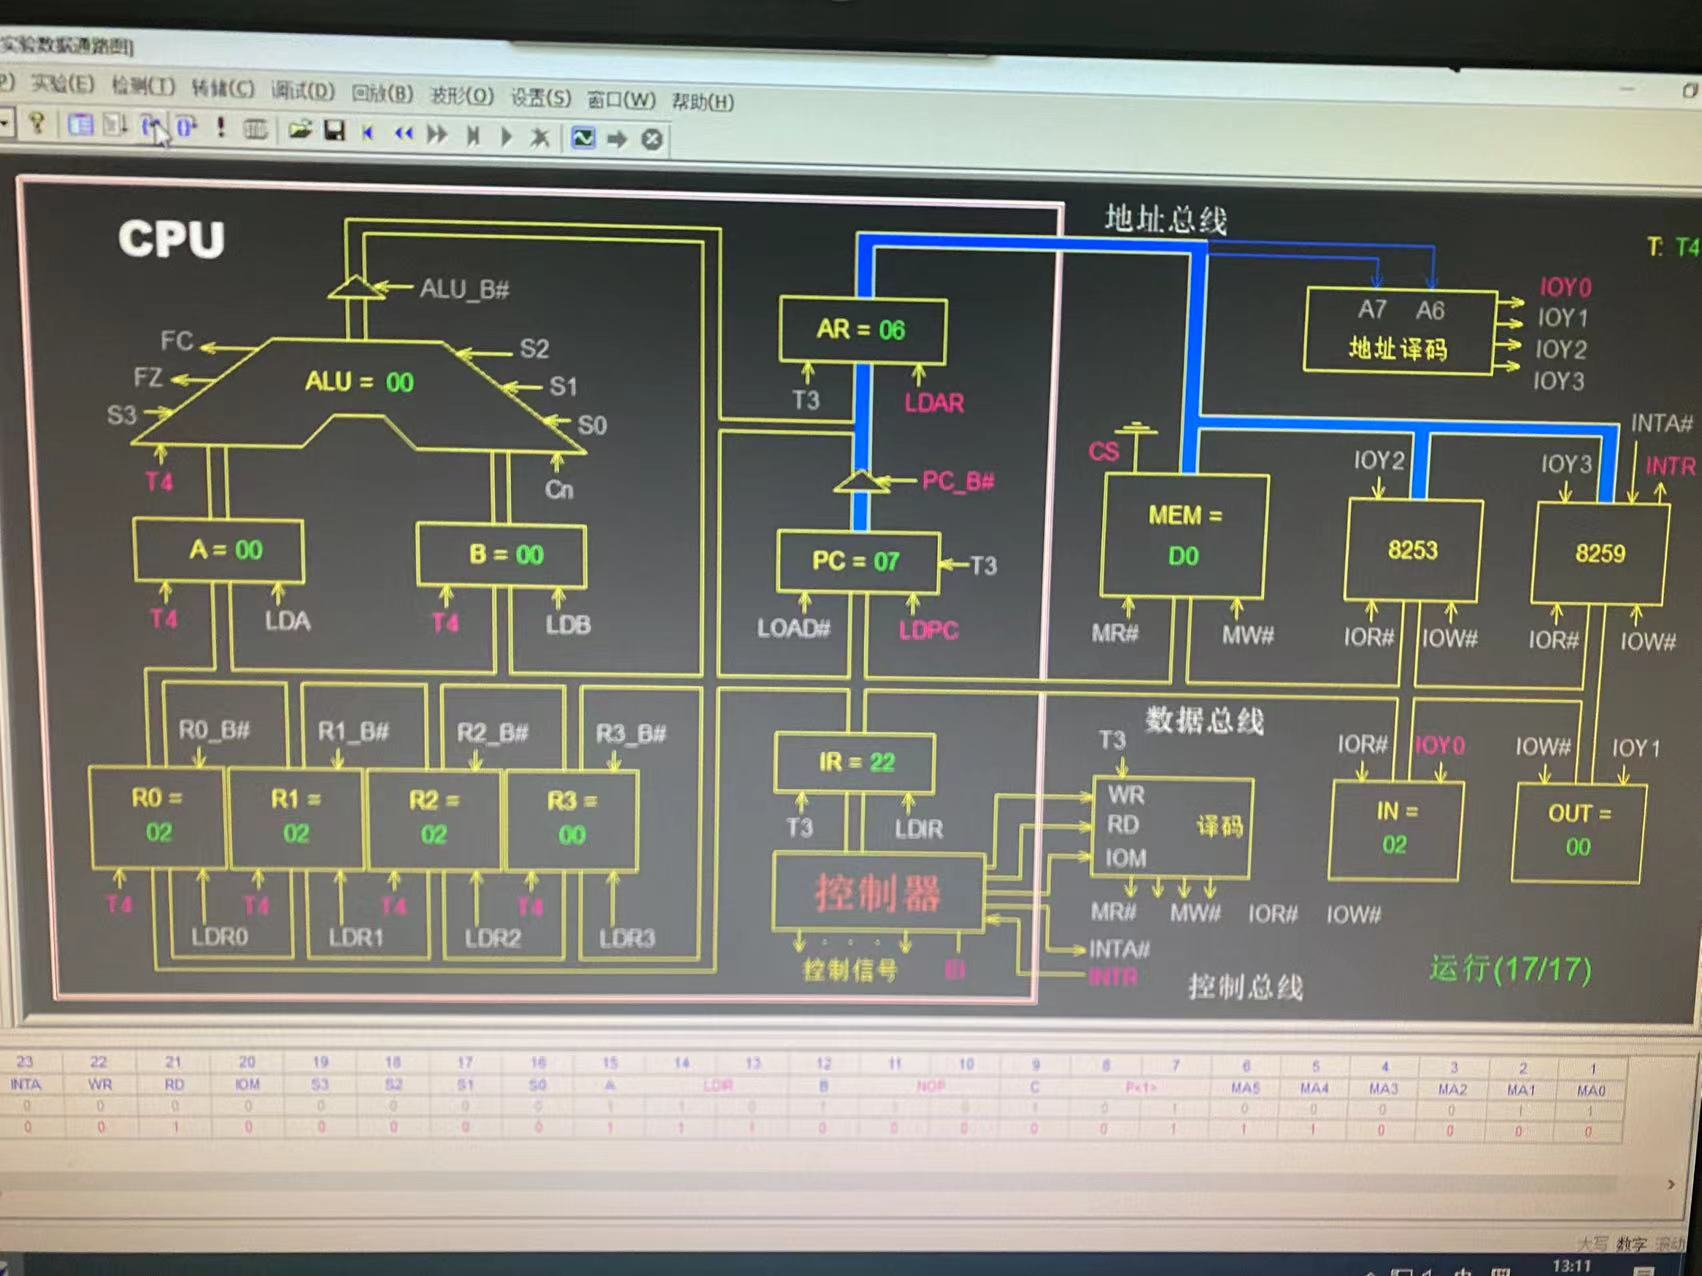 实验数据通路图]
P) 实验(E) 检测(T) 转储(C) 调试(D) 回放(B) 波形(O) 设置(S) 窗口(W) 帮助(H)
CPU
地址总线
T: T4
ALU_B#
IOY0
A7 A6
IOY1
地址译码
IOY2
IOY3
AR = 06
FC
S2
FZ
ALU = 00
S1
S3
S0
T3
LDAR
INTA#
CS
IOY2
IOY3
INTR
T4
Cn
PC_B#
MEM =
D0
8253
8259
A = 00
B = 00
PC = 07
T3
T4
LDA
T4
LDB
LOAD#
LDPC
MR#
MW#
IOR#
IOW#
IOR#
IOW#
数据总线
R0_B#
R1_B#
R2_B#
R3_B#
T3
IOR#
IOY0
IOW#
IOY1
IR = 22
R0 =
02
R1 =
02
R2 =
02
R3 =
00
WR
RD
IOM
译码
IN =
02
OUT =
00
T3
LDIR
控制器
T4
T4
T4
T4
LDR0
LDR1
LDR2
LDR3
MR#
MW#
IOR#
IOW#
INTA#
控制信号
EI
INTR
控制总线
运行(17/17)
23 22 21 20 19 18 17 16 15 14 13 12 11 10 9 8 7 6 5 4 3 2 1
INTA WR RD IOM S3 S2 S1 S0 A LDIR B NOP C P<1> MA5 MA4 MA3 MA2 MA1 MA0
0 0 1 0 0 0 0 0 1 1 1 0 0 0 0 0 1 1 1 0 0 0 0
大写 数字 滚动
13:11